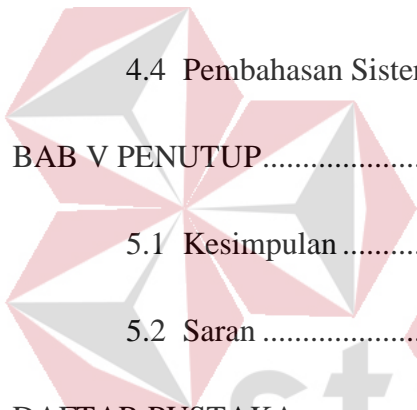 4.4 Pembahasan
BAB V PENUTUP.....................
5.1 Kesimpulan ..........
5.2 Saran ....................